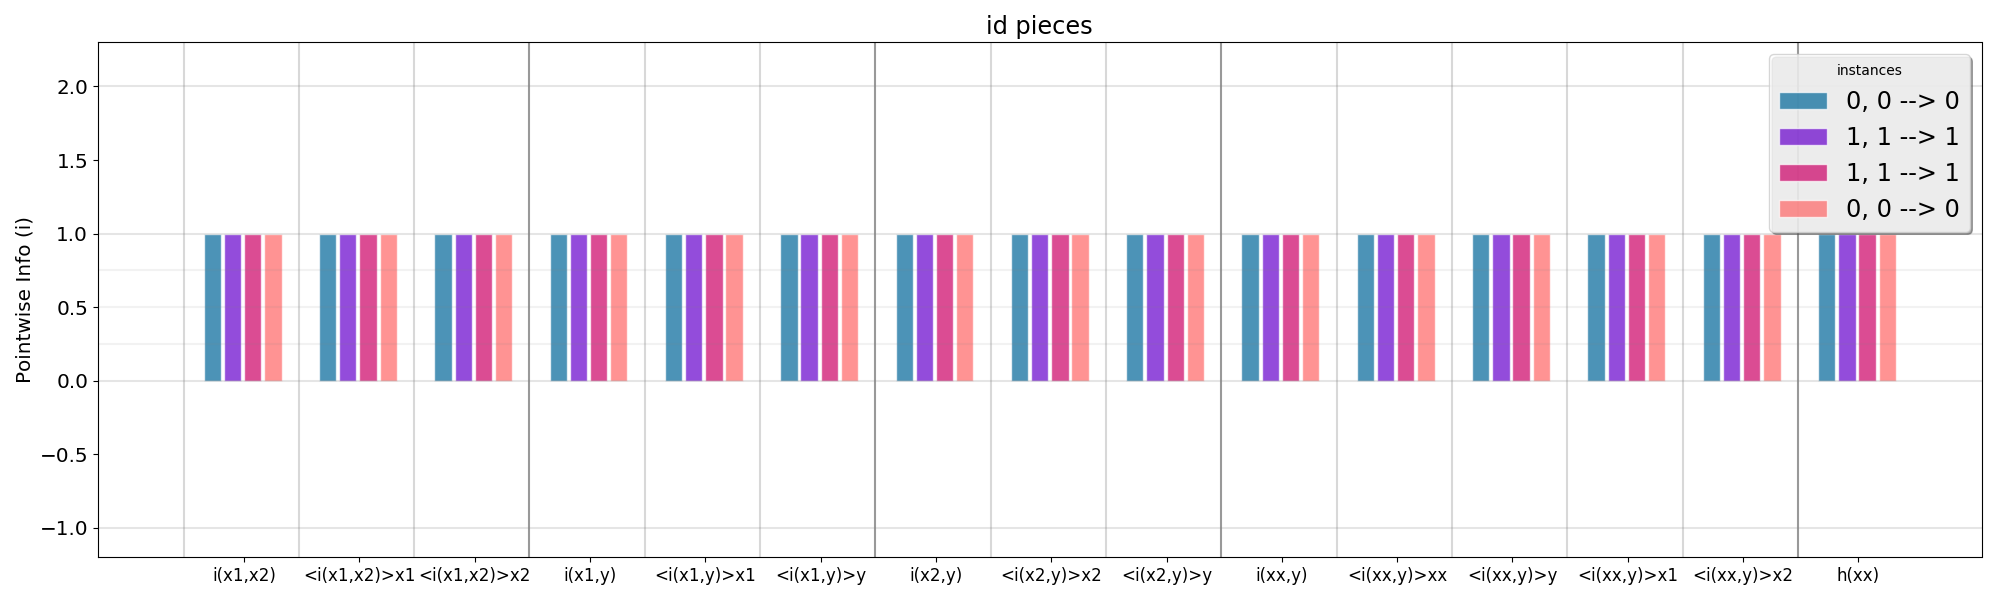 id pieces
instances
0, 0 --> 0
1, 1 --> 1
1, 1 --> 1
0, 0 --> 0
Pointwise Info (i)
2.0
1.5
1.0
0.5
0.0
−0.5
−1.0
i(x1,x2) <i(x1,x2)>x1 <i(x1,x2)>x2 i(x1,y) <i(x1,y)>x1 <i(x1,y)>y i(x2,y) <i(x2,y)>x2 <i(x2,y)>y i(xx,y) <i(xx,y)>xx <i(xx,y)>y <i(xx,y)>x1 <i(xx,y)>x2 h(xx)